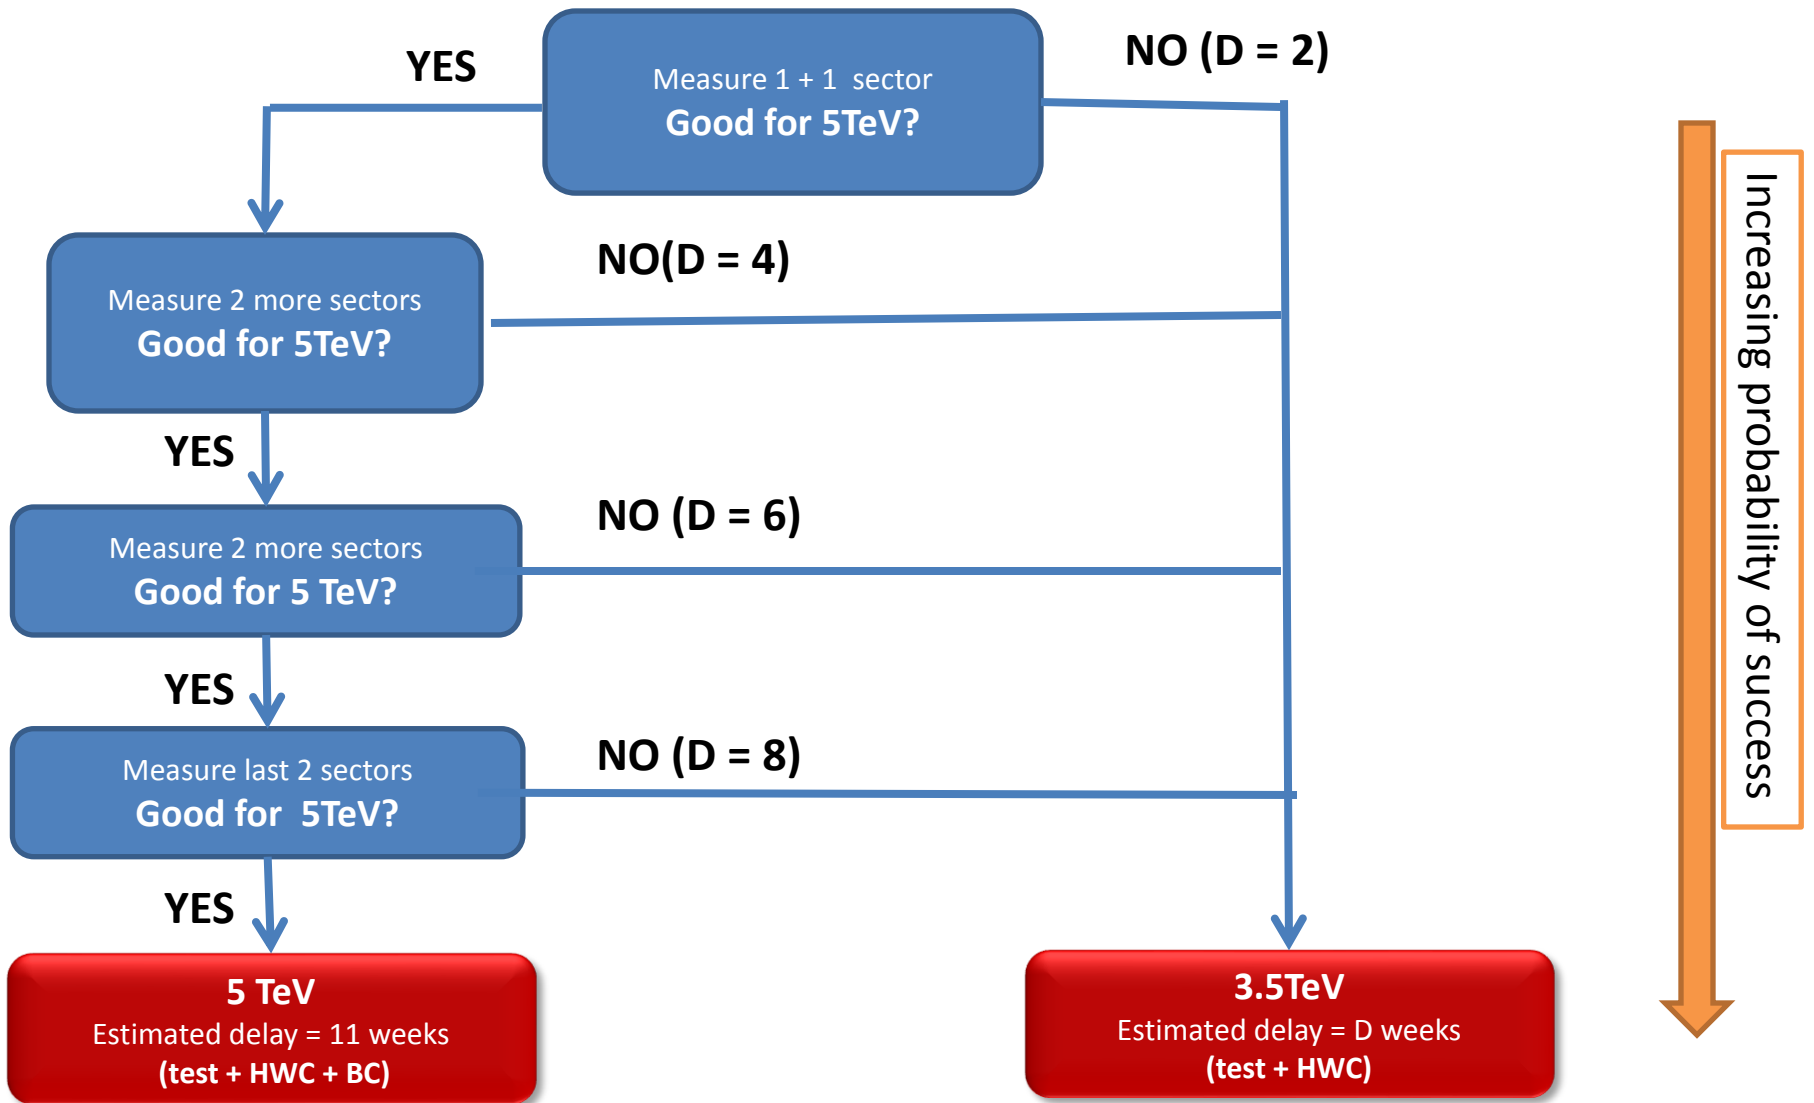 YES
Measure 1 + 1  sector
Good for 5TeV?
NO (D = 2)
Measure 2 more sectors
Good for 5TeV?
NO(D = 4)
YES
Measure 2 more sectors
Good for 5 TeV?
NO (D = 6)
YES
Measure last 2 sectors
Good for  5TeV?
NO (D = 8)
YES
5 TeV
Estimated delay = 11 weeks
(test + HWC + BC)
3.5TeV
Estimated delay = D weeks
(test + HWC)
Increasing probability of success